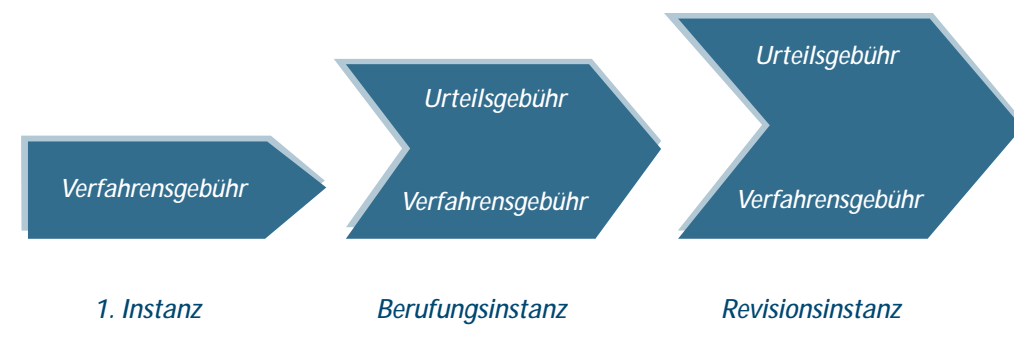 Verfahrensgebühr
1. Instanz
Urteilsgebühr
Verfahrensgebühr
Berufungsinstanz
Urteilsgebühr
Verfahrensgebühr
Revisionsinstanz